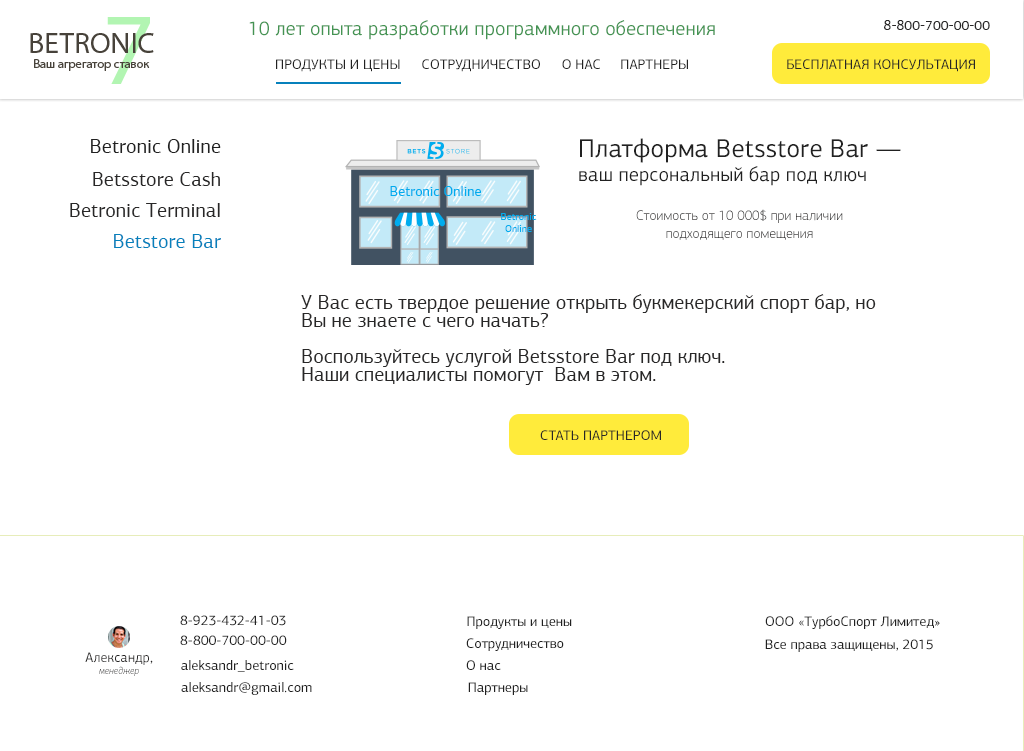 7
BETRONIC
Ваш агрегатор ставок
10 лет опыта разработки программного обеспечения
8-800-700-00-00
ПРОДУКТЫ И ЦЕНЫ СОТРУДНИЧЕСТВО О НАС ПАРТНЕРЫ
БЕСПЛАТНАЯ КОНСУЛЬТАЦИЯ
Betronic Online
Betsstore Cash
Betronic Terminal
Betstore Bar
BETS S STORE
Betronic Online
Betronic
Online
Платформа Betsstore Bar —
ваш персональный бар под ключ
Стоимость от 10 000$ при наличии
подходящего помещения
У Вас есть твердое решение открыть букмекерский спорт бар, но
Вы не знаете с чего начать?
Воспользуйтесь услугой Betsstore Bar под ключ.
Наши специалисты помогут  Вам в этом.
СТАТЬ ПАРТНЕРОМ
Александр,
менеджер
8-923-432-41-03
8-800-700-00-00
aleksandr_betronic
aleksandr@gmail.com
Продукты и цены
Сотрудничество
О нас
Партнеры
ООО «ТурбоСпорт Лимитед»
Все права защищены, 2015